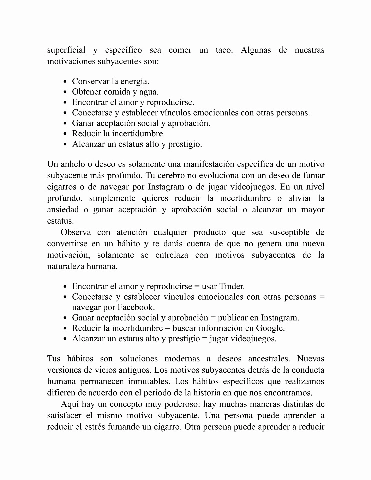 superficial y específico sea comer un taco. Algunas de nuestras
motivaciones subyacentes son:
• Conservar la energía.
• Obtener comida y agua.
• Encontrar el amor y reproducirse.
• Conectarse y establecer vínculos emocionales con otras personas.
• Ganar aceptación social y aprobación.
• Reducir la incertidumbre.
• Alcanzar un estatus alto y prestigio.
Un anhelo o deseo es solamente una manifestación específica de un motivo
subyacente más profundo. Tu cerebro no evoluciona con un deseo de fumar
cigarros o de navegar por Instagram o de jugar videojuegos. En un nivel
profundo, simplemente quieres reducir la incertidumbre o aliviar la
ansiedad o ganar aceptación y aprobación social o alcanzar un mayor
estatus.
Observa con atención cualquier producto que sea susceptible de
convertirse en un hábito y te darás cuenta de que no genera una nueva
motivación, solamente se entrelaza con motivos subyacentes de la
naturaleza humana.
• Encontrar el amor y reproducirse = usar Tinder.
• Conectarse y establecer vínculos emocionales con otras personas =
navegar por Facebook.
• Ganar aceptación social y aprobación = publicar en Instagram.
• Reducir la incertidumbre = buscar información en Google.
• Alcanzar un estatus alto y prestigio = jugar videojuegos.
Tus hábitos son soluciones modernas a deseos ancestrales. Nuevas
versiones de vicios antiguos. Los motivos subyacentes detrás de la conducta
humana permanecen inmutables. Los hábitos específicos que realizamos
difieren de acuerdo con el periodo de la historia en que nos encontramos.
Aquí hay un concepto muy poderoso: hay muchas maneras distintas de
satisfacer el mismo motivo subyacente. Una persona puede aprender a
reducir el estrés fumando un cigarro. Otra persona puede aprender a reducir